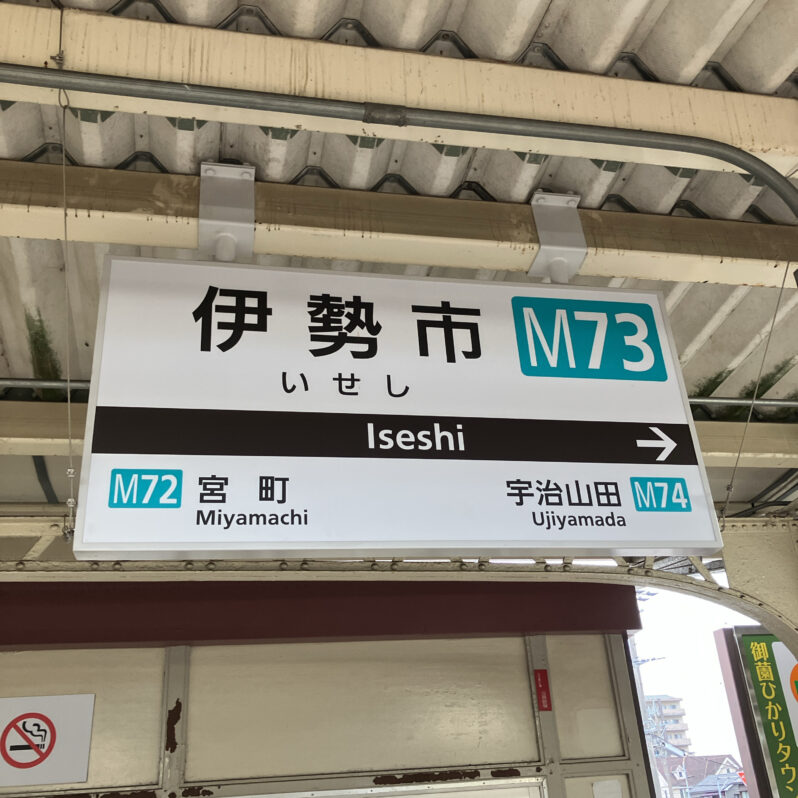 伊勢市 M73
いせし
Iseshi
M72 宮町
Miyamachi
宇治山田 M74
Ujiyamada
御薗ひかりタウン